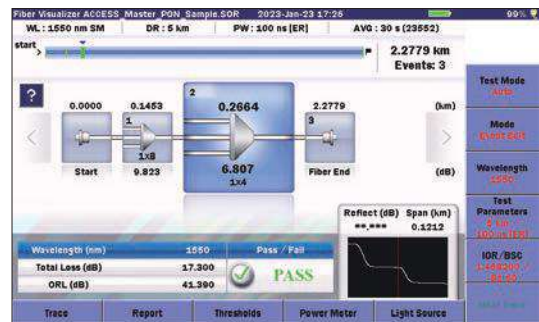 Fiber Visualizer ACCESS_Master_PON_Sample.SOR 2023-Jan-23 17:26 99%
WL : 1550 nm SM DR : 5 km PW : 100 ns [ER] AVG : 30 s (23552)
start
2.2779 km
Events: 3
?
2
0.0000 0.1453 0.2664 2.2779 (km)
1 3
1x8
Start 9.823 6.807 Fiber End (dB)
1x4
Reflect (dB) Span (km)
**.*** 0.1212
Wavelength (nm) 1550 Pass / Fail
Total Loss (dB) 17.300 PASS
ORL (dB) 41.390
Test Mode
Auto
Mode
Event Edit
Wavelength
1550
Test
Parameters
IOR/BSC
Trace Report Thresholds Power Meter Light Source